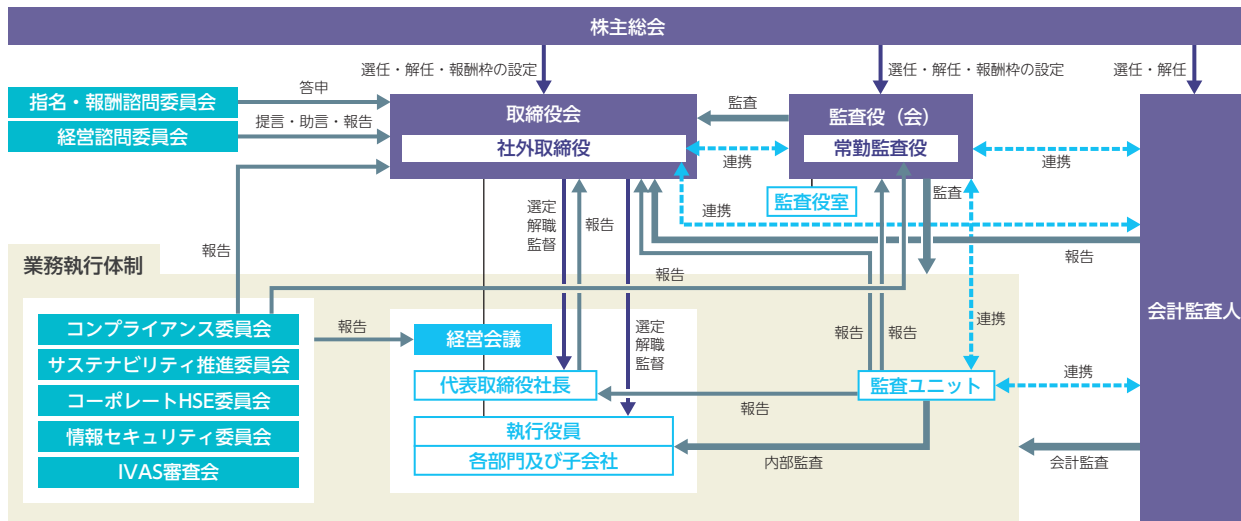 株主総会
選任・解任・報酬枠の設定
選任・解任・報酬枠の設定
選任・解任
指名・報酬諮問委員会
答申
経営諮問委員会
提言・助言・報告
取締役会
社外取締役
監査
監査役（会）
常勤監査役
連携
連携
監査役室
監査
連携
選定
解職
監督
報告
報告
報告
業務執行体制
報告
会計監査人
コンプライアンス委員会
サステナビリティ推進委員会
コーポレートHSE委員会
情報セキュリティ委員会
IVAS審査会
報告
経営会議
選定
解職
監督
報告
報告
連携
代表取締役社長
監査ユニット
連携
報告
執行役員
各部門及び子会社
内部監査
会計監査